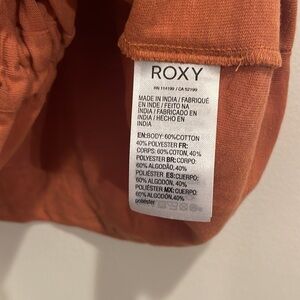 ROXY
RN 114199 / CA 52199
MADE IN INDIA / FABRIQUÉ
EN INDE / FEITO NA
ÍNDIA / FABRICADO EN
INDIA / HECHO EN
INDIA
EN:BODY: 60%COTTON
40% POLYESTER FR:
CORPS: 60% COTON, 40%
POLYESTER BR: CORPO:
60% ALGODÃO, 40%
POLIÉSTER ES:CUERPO:
60% ALGODÓN, 40%
POLIÉSTER MX: CUERPO:
60% ALGODÓN,40%
poliéster